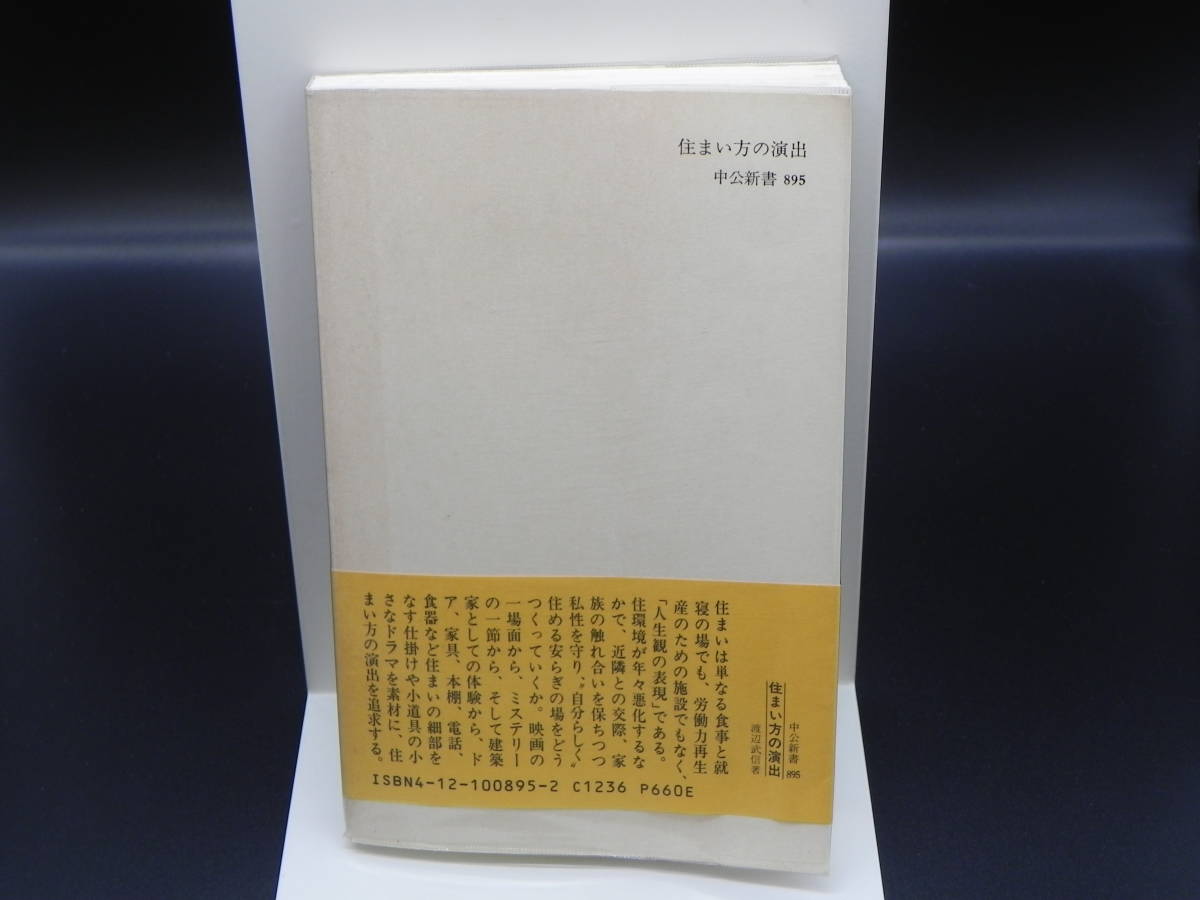 住まい方の演出
中公新書 895
中公新書 895
住まい方の演出
渡辺武信著
住まいは単なる食事と就
寝の場でも、労働力再生
産のための施設でもなく、
「人生観の表現」である。
住環境が年々悪化するな
かで、近隣との交際、家
族の触れ合いを保ちつつ
私性を守り、〝自分らしく〟
住める安らぎの場をどう
つくっていくか。映画の
一場面から、ミステリー
の一節から、そして建築
家としての体験から、ド
ア、家具、本棚、電話、
食器など住まいの細部を
なす仕掛けや小道具の小
さなドラマを素材に、住
まい方の演出を追求する。
ISBN4-12-100895-2 C1236 P660E